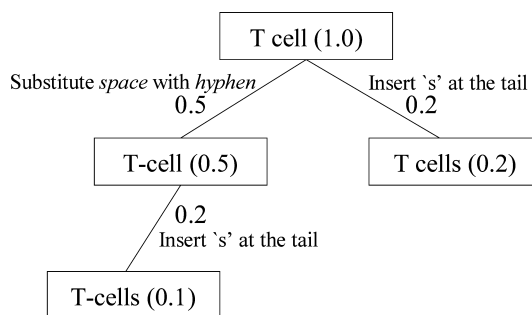 T cell (1.0)
Substitute space with hyphen
0.5
Insert `s' at the tail
0.2
T-cell (0.5)
T cells (0.2)
0.2
Insert `s' at the tail
T-cells (0.1)